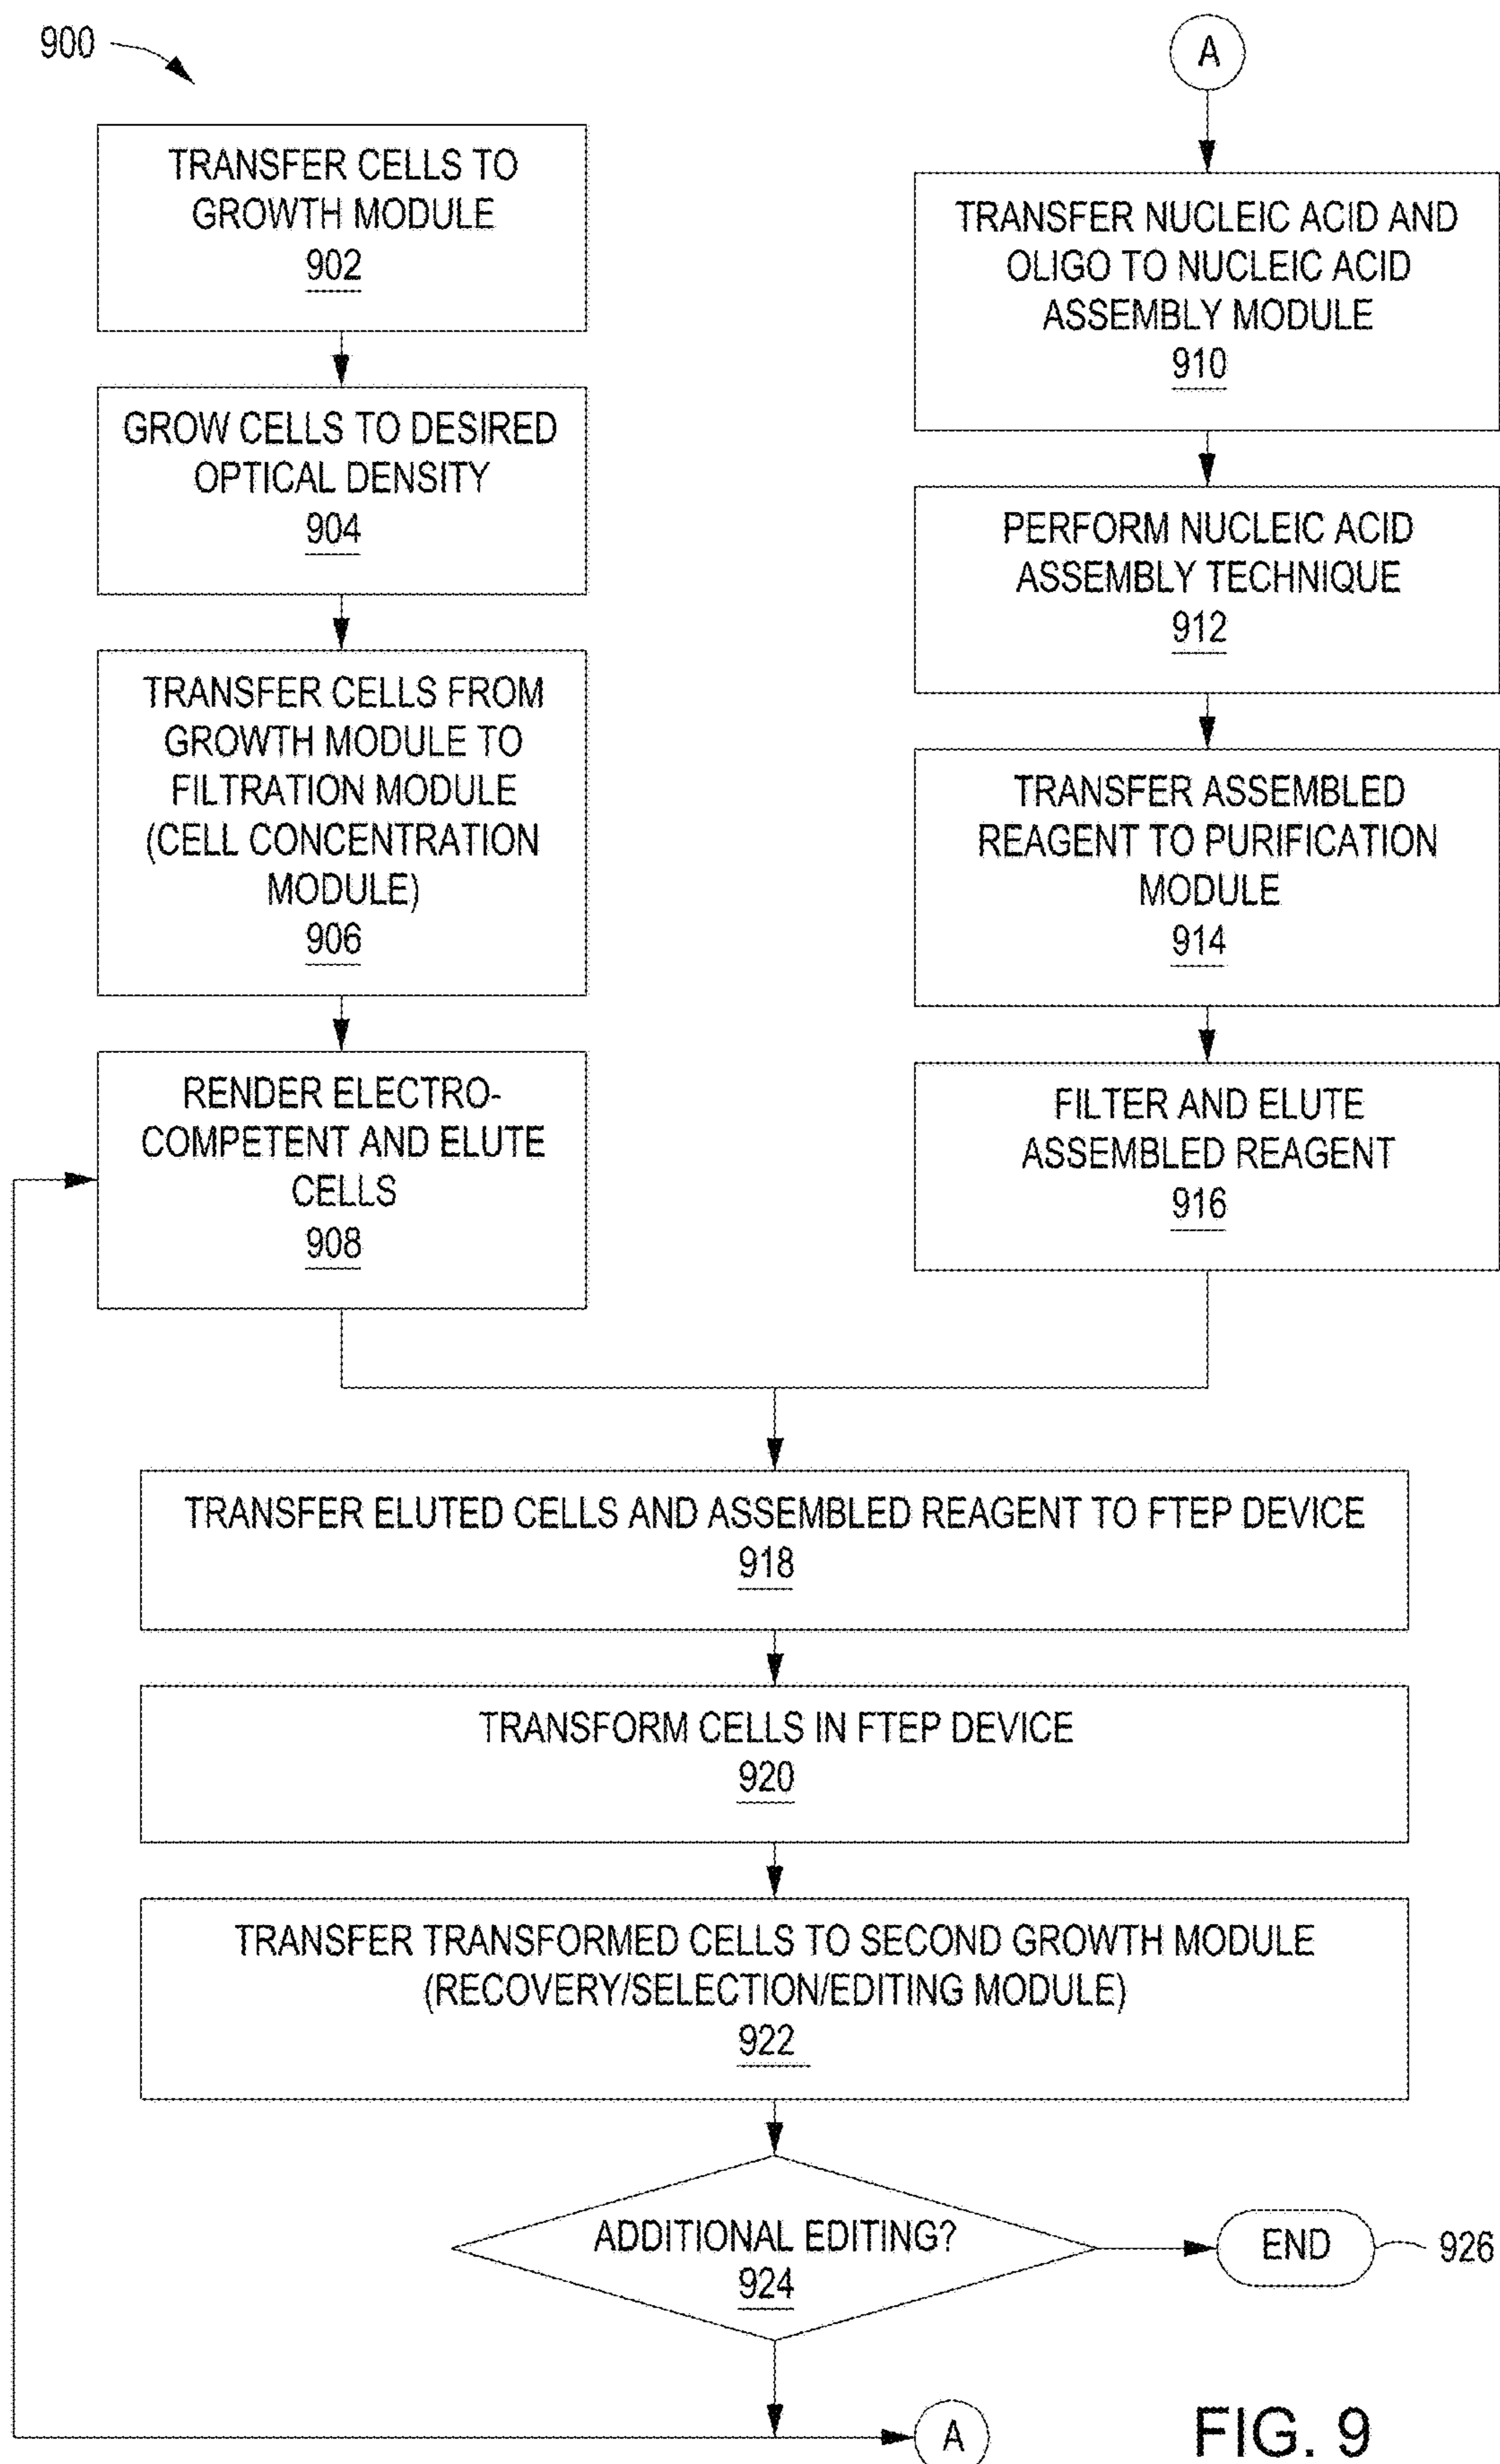 900
TRANSFER CELLS TO
GROWTH MODULE
902
GROW CELLS TO DESIRED
OPTICAL DENSITY
904
TRANSFER CELLS FROM
GROWTH MODULE TO
FILTRATION MODULE
(CELL CONCENTRATION
MODULE)
906
RENDER ELECTRO-
COMPETENT AND ELUTE
CELLS
908
A
TRANSFER NUCLEIC ACID AND
OLIGO TO NUCLEIC ACID
ASSEMBLY MODULE
910
PERFORM NUCLEIC ACID
ASSEMBLY TECHNIQUE
912
TRANSFER ASSEMBLED
REAGENT TO PURIFICATION
MODULE
914
FILTER AND ELUTE
ASSEMBLED REAGENT
916
TRANSFER ELUTED CELLS AND ASSEMBLED REAGENT TO FTEP DEVICE
918
TRANSFORM CELLS IN FTEP DEVICE
920
TRANSFER TRANSFORMED CELLS TO SECOND GROWTH MODULE
(RECOVERY/SELECTION/EDITING MODULE)
922
ADDITIONAL EDITING?
924
END
926
A
FIG. 9